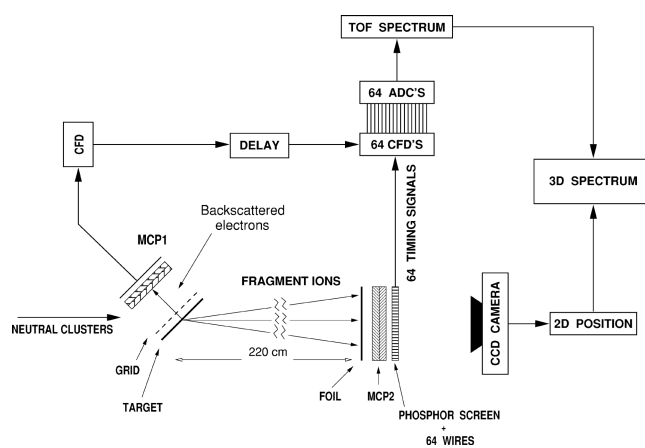 TOF SPECTRUM
64 ADC'S
CFD
DELAY
64 CFD'S
3D SPECTRUM
64 TIMING SIGNALS
Backscattered
electrons
MCP1
FRAGMENT IONS
NEUTRAL CLUSTERS
CCD CAMERA
2D POSITION
220 cm
GRID
TARGET
FOIL
MCP2
PHOSPHOR SCREEN
+
64 WIRES